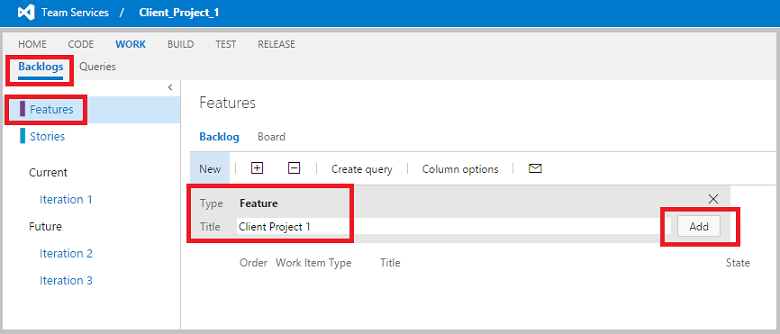 Team Services / Client_Project_1
HOME CODE WORK BUILD TEST RELEASE
Backlogs Queries
Features
Stories
Current
Iteration 1
Future
Iteration 2
Iteration 3
Features
Backlog Board
New Create query Column options
Type Feature
Title Client Project 1
Add
Order Work Item Type Title State